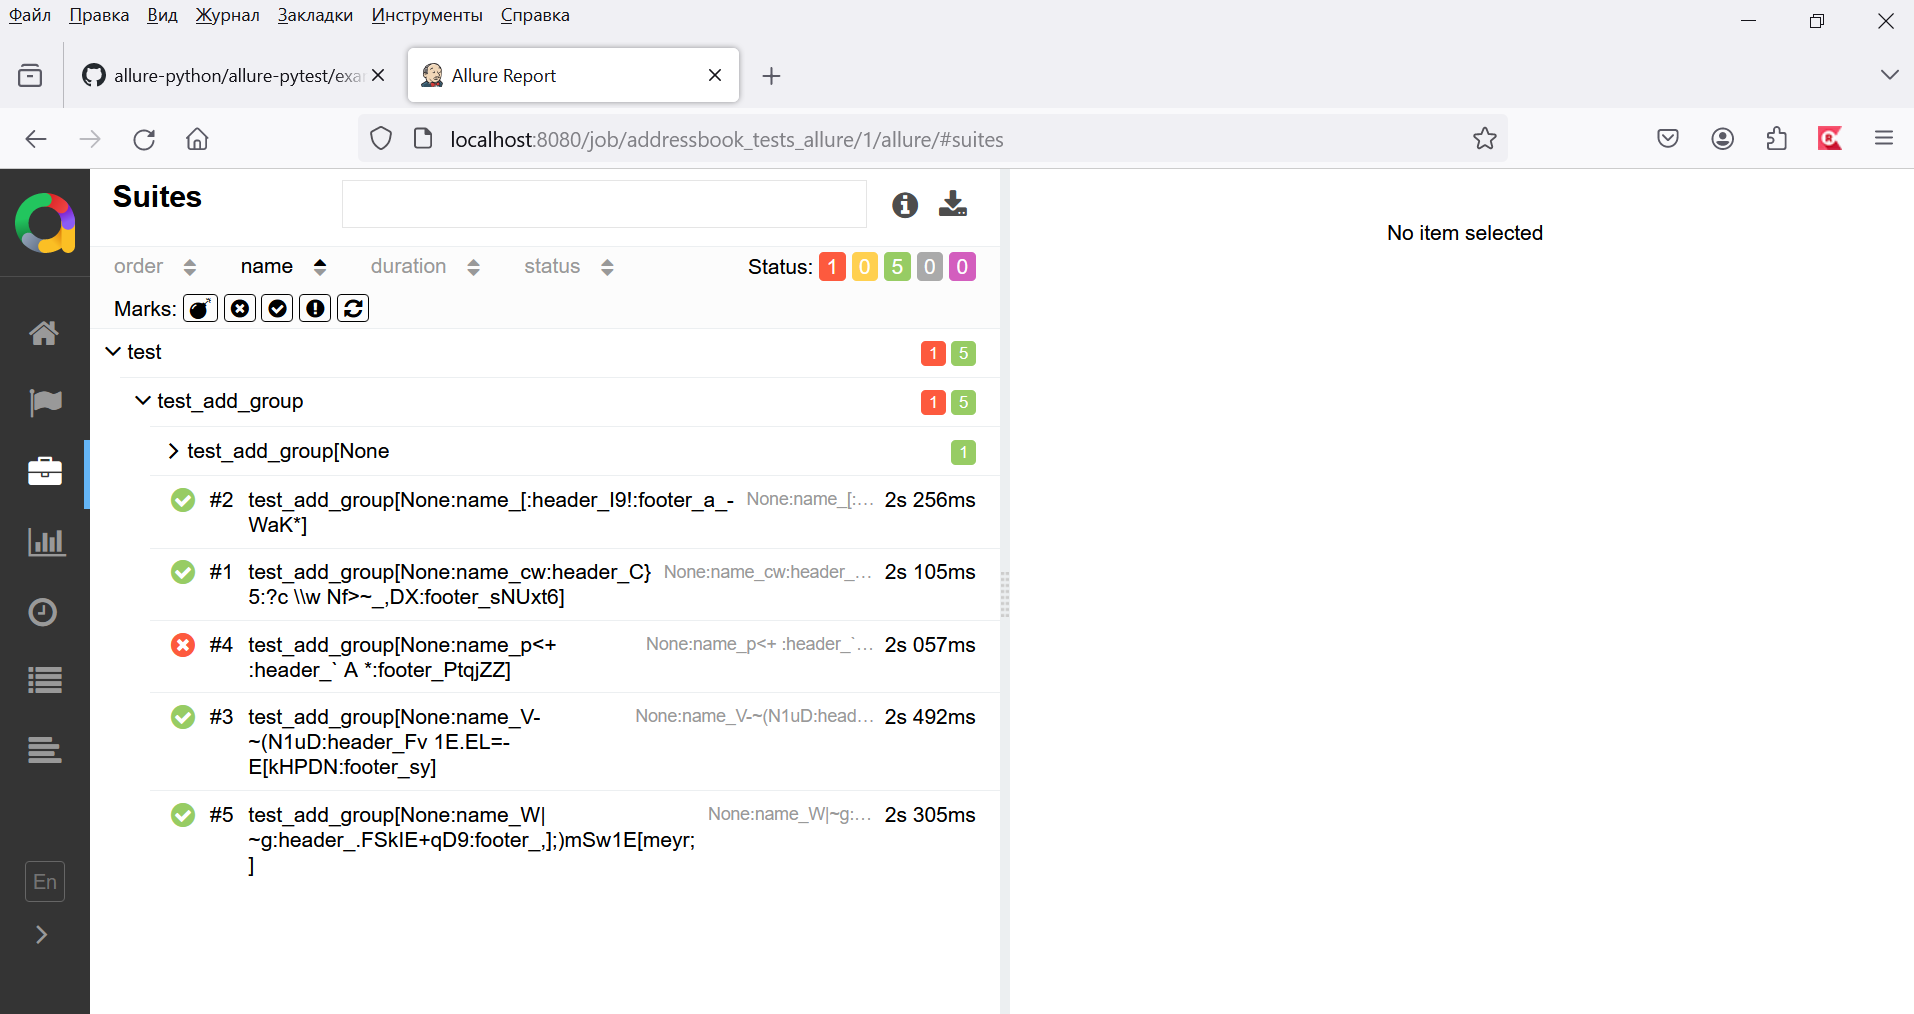 Файл Правка Вид Журнал Закладки Инструменты Справка
allure-python/allure-pytest/exa
Allure Report
localhost:8080/job/addressbook_tests_allure/1/allure/#suites
Suites
No item selected
order name duration status Status: 1 0 5 0 0
Marks:
test 1 5
test_add_group 1 5
test_add_group[None 1
#2 test_add_group[None:name_[:header_I9!:footer_a_- None:name_[:... 2s 256ms
WaK*]
#1 test_add_group[None:name_cw:header_C} None:name_cw:header_... 2s 105ms
5:?c \\w Nf>~_,DX:footer_sNUxt6]
#4 test_add_group[None:name_p<+ None:name_p<+ :header_`... 2s 057ms
:header_` A *:footer_PtqjZZ]
#3 test_add_group[None:name_V- None:name_V-~(N1uD:head... 2s 492ms
~(N1uD:header_Fv 1E.EL=-
E[kHPDN:footer_sy]
#5 test_add_group[None:name_W| None:name_W|~g:... 2s 305ms
~g:header_.FSkIE+qD9:footer_,];)mSw1E[meyr;
]
En